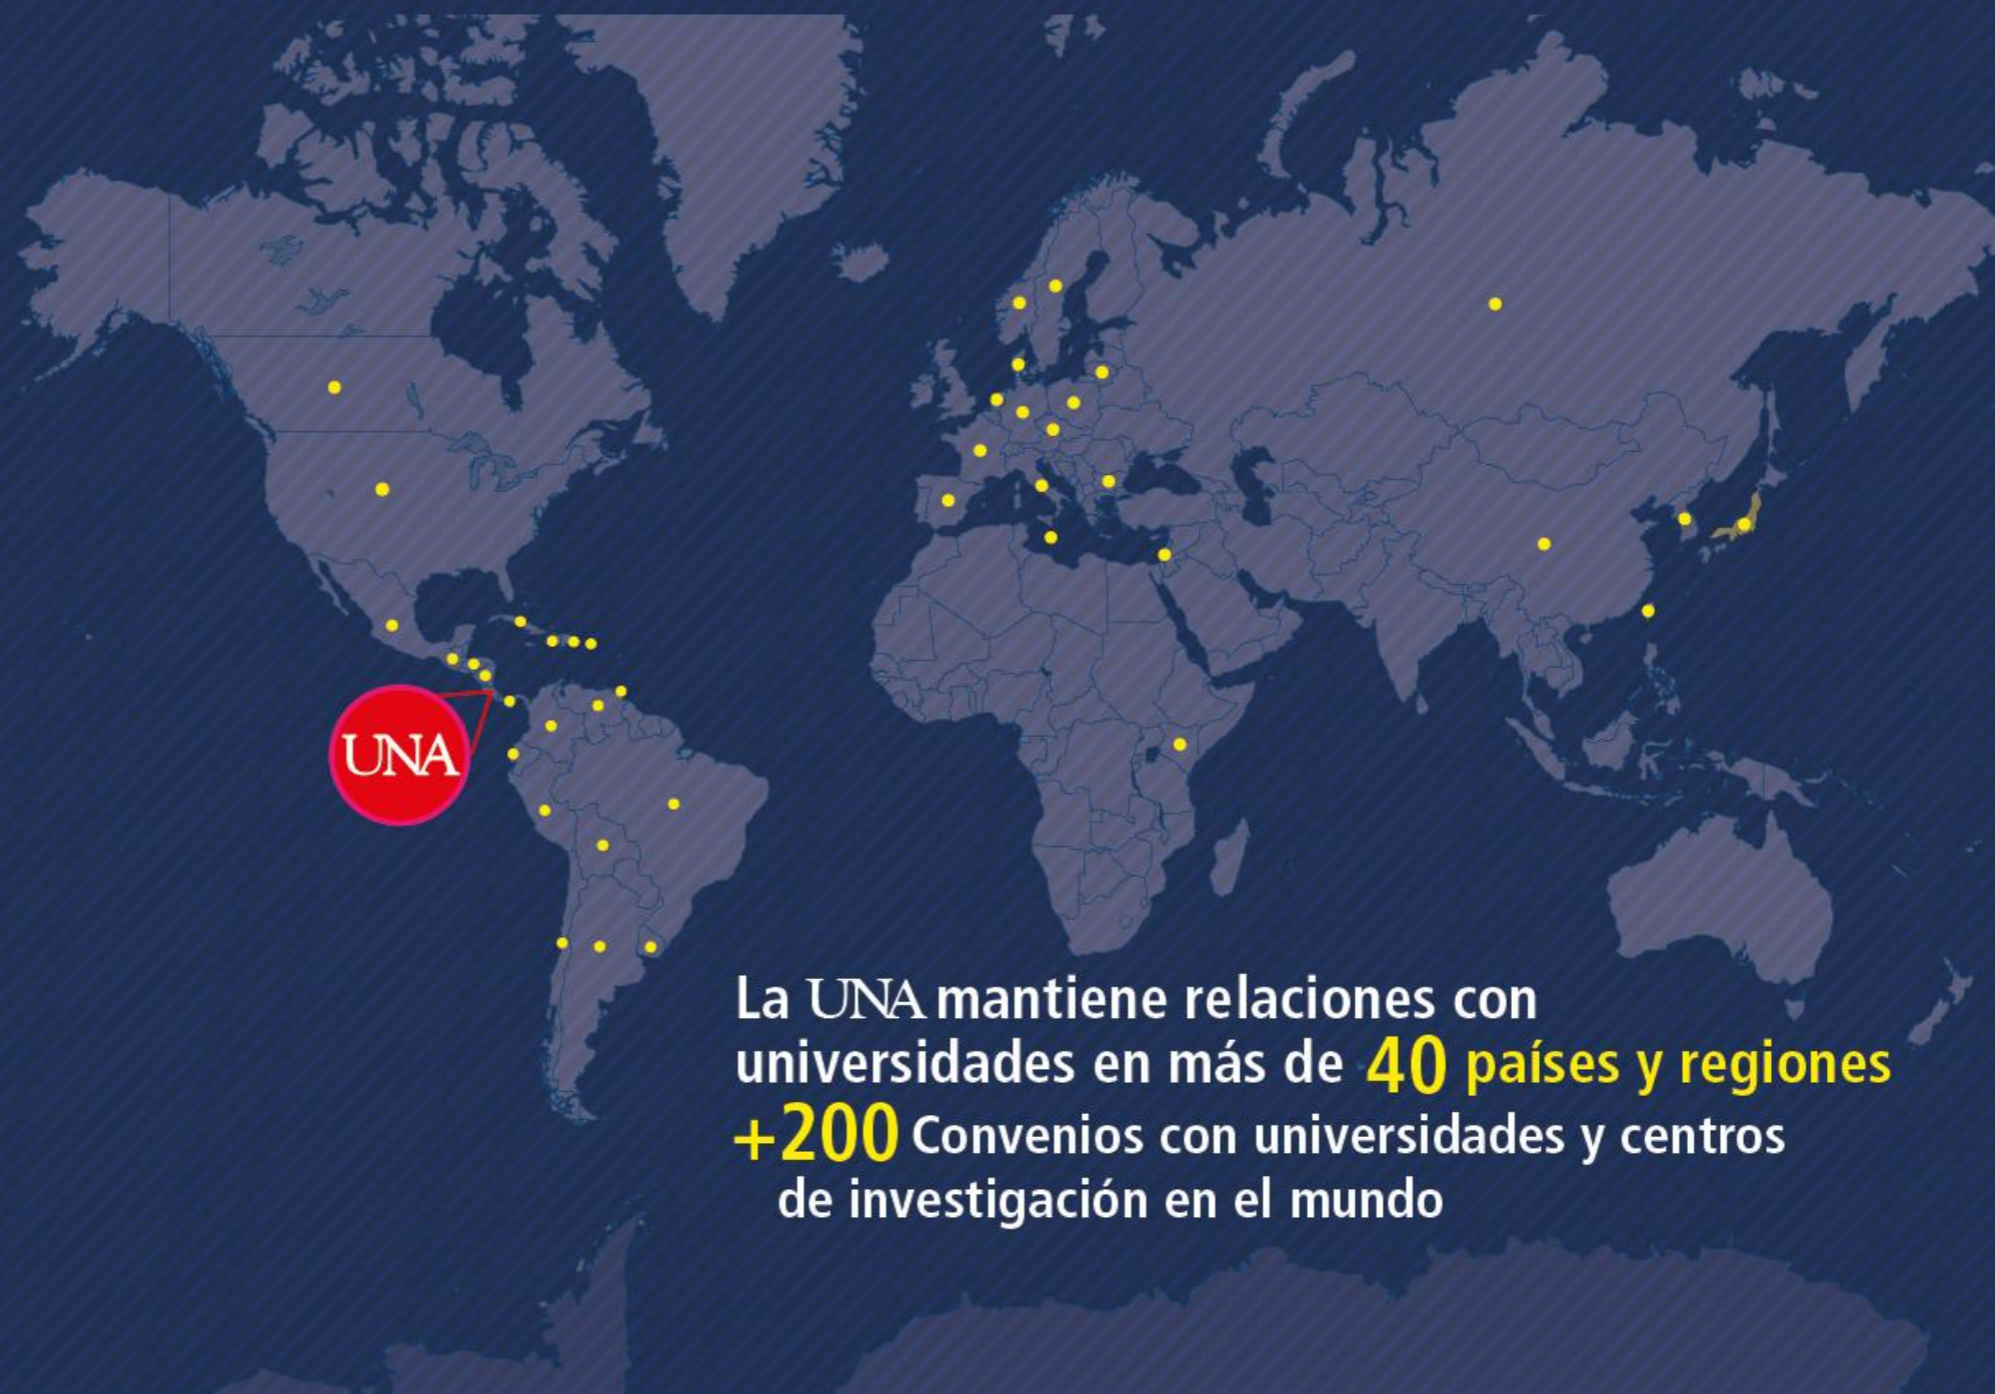 UNA
La UNA mantiene relaciones con
universidades en más de 40 países y regiones
+200 Convenios con universidades y centros
de investigación en el mundo